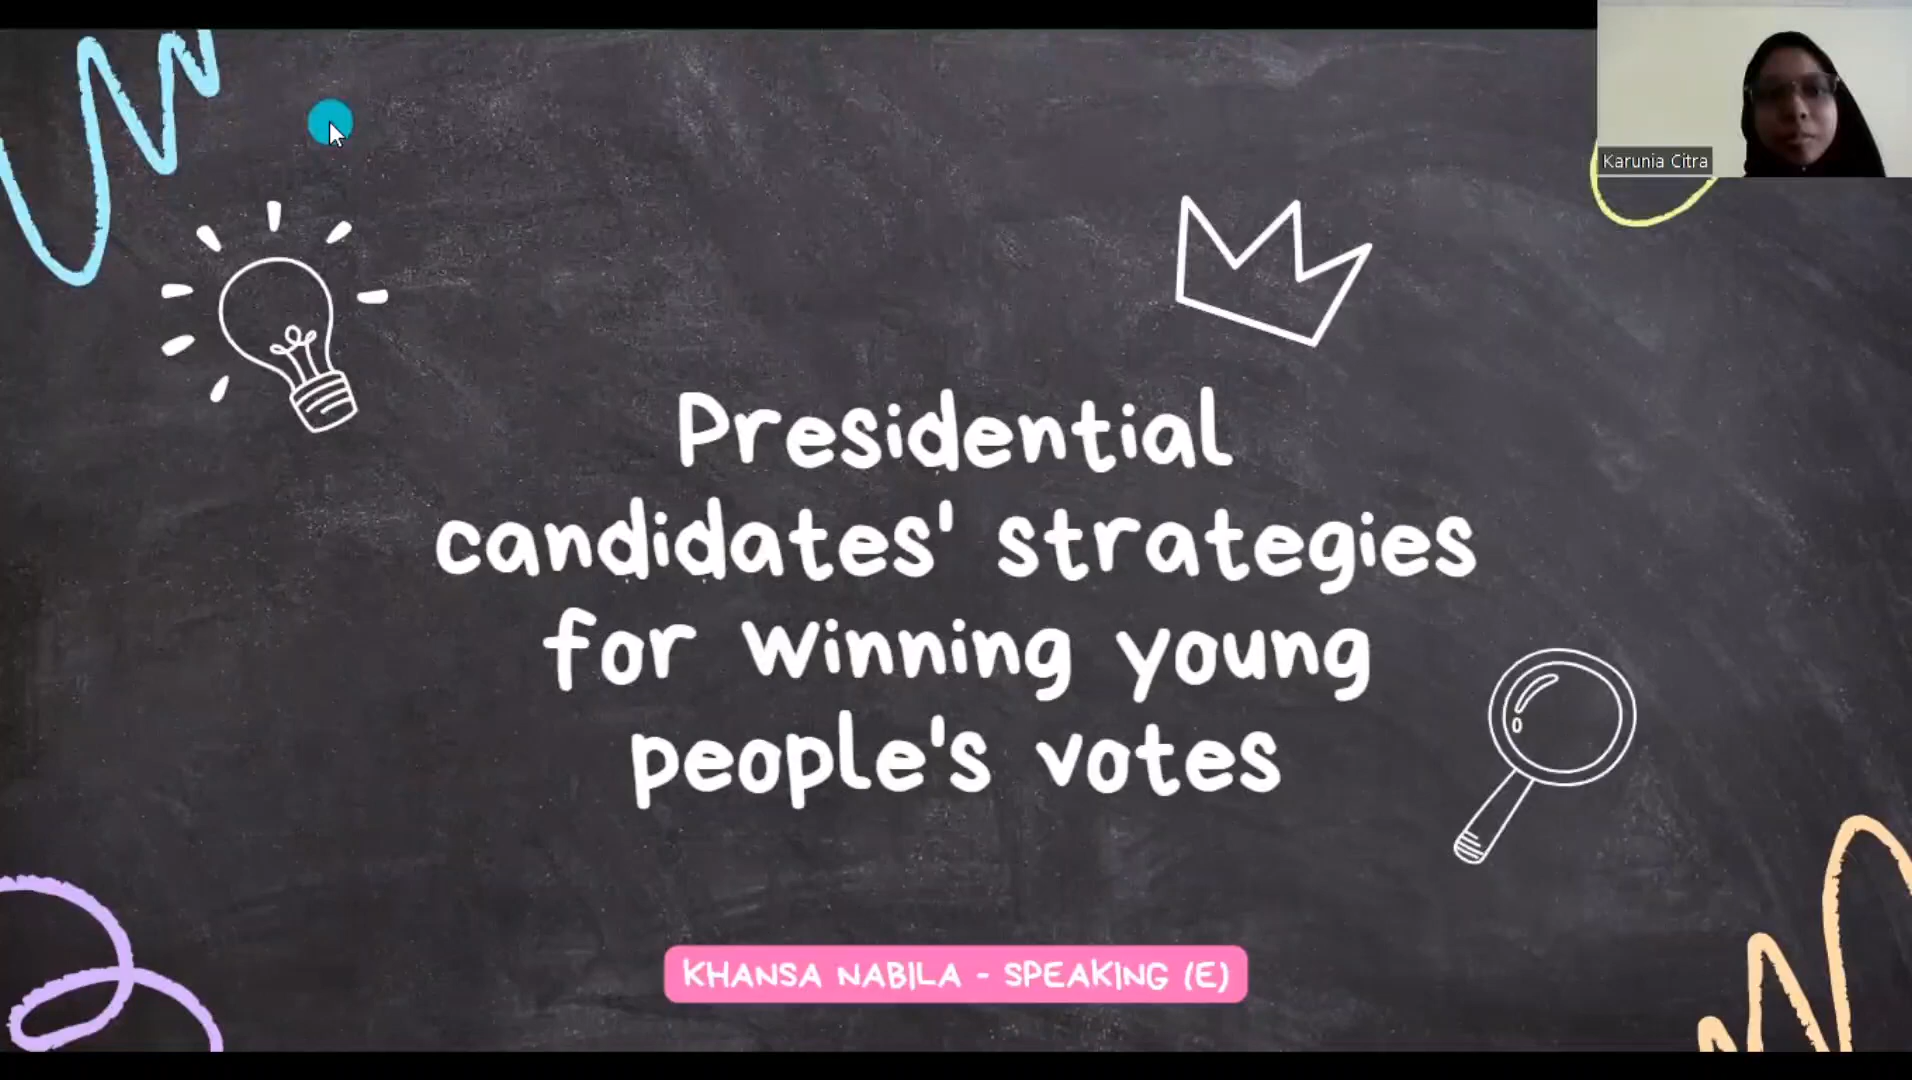 Karunia Citra
Presidential
candidates' strategies
for winning young
people's votes
KHANSA NABILA - SPEAKING (E)